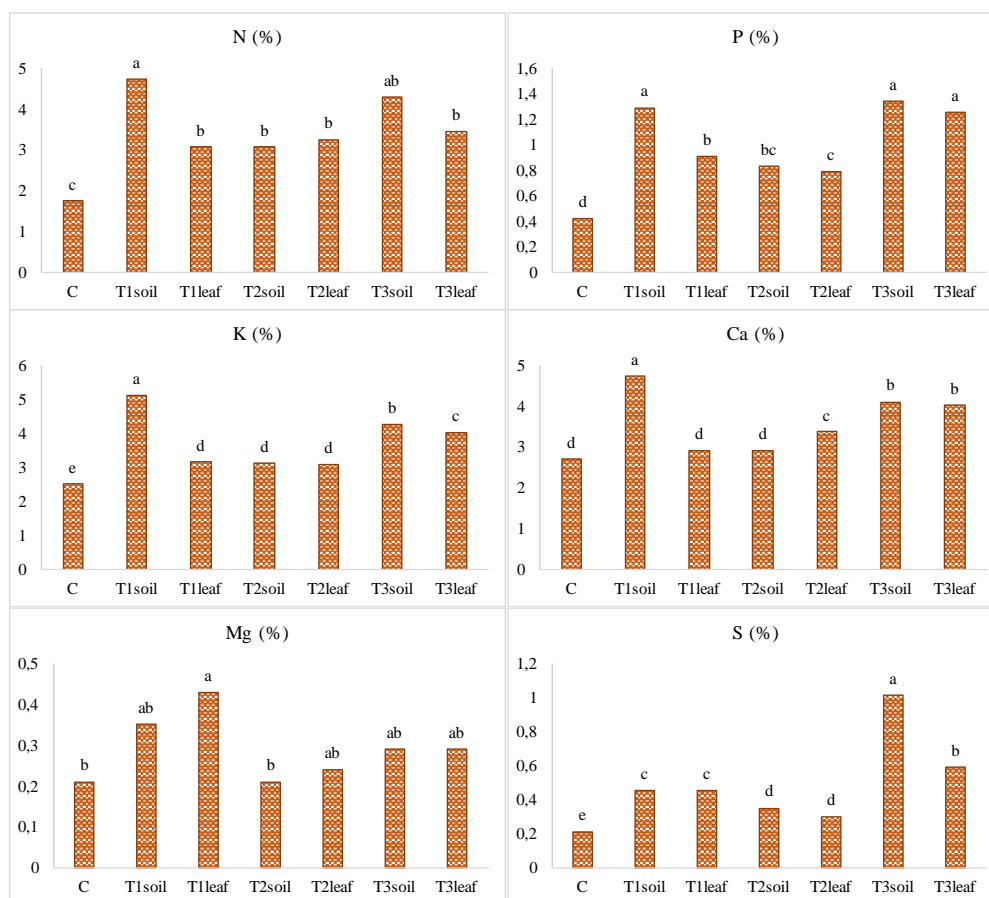 N (%)
5
4
3
2
1
0
c
a
b
b
b
ab
b
C T1soil T1leaf T2soil T2leaf T3soil T3leaf
P (%)
1,6
1,4
1,2
1
0,8
0,6
0,4
0,2
0
d
a
b
bc
c
a
a
C T1soil T1leaf T2soil T2leaf T3soil T3leaf
K (%)
6
5
4
3
2
1
0
e
a
d
d
d
b
c
C T1soil T1leaf T2soil T2leaf T3soil T3leaf
Ca (%)
5
4
3
2
1
0
d
a
d
d
c
b
b
C T1soil T1leaf T2soil T2leaf T3soil T3leaf
Mg (%)
0,5
0,4
0,3
0,2
0,1
0
b
ab
a
b
ab
ab
ab
C T1soil T1leaf T2soil T2leaf T3soil T3leaf
S (%)
1,2
1
0,8
0,6
0,4
0,2
0
e
c
c
d
d
a
b
C T1soil T1leaf T2soil T2leaf T3soil T3leaf